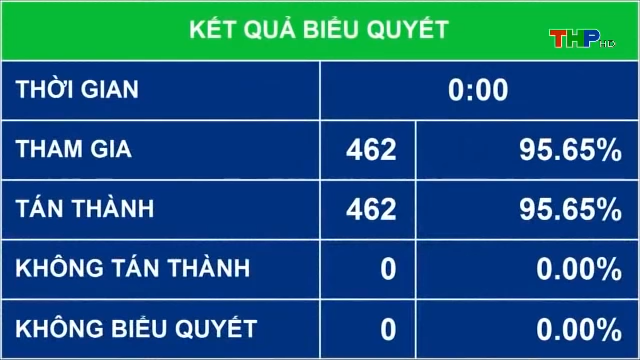 KẾT QUẢ BIỂU QUYẾT
THP HD
THỜI GIAN 0:00
THAM GIA 462 95.65%
TÁN THÀNH 462 95.65%
KHÔNG TÁN THÀNH 0 0.00%
KHÔNG BIỂU QUYẾT 0 0.00%